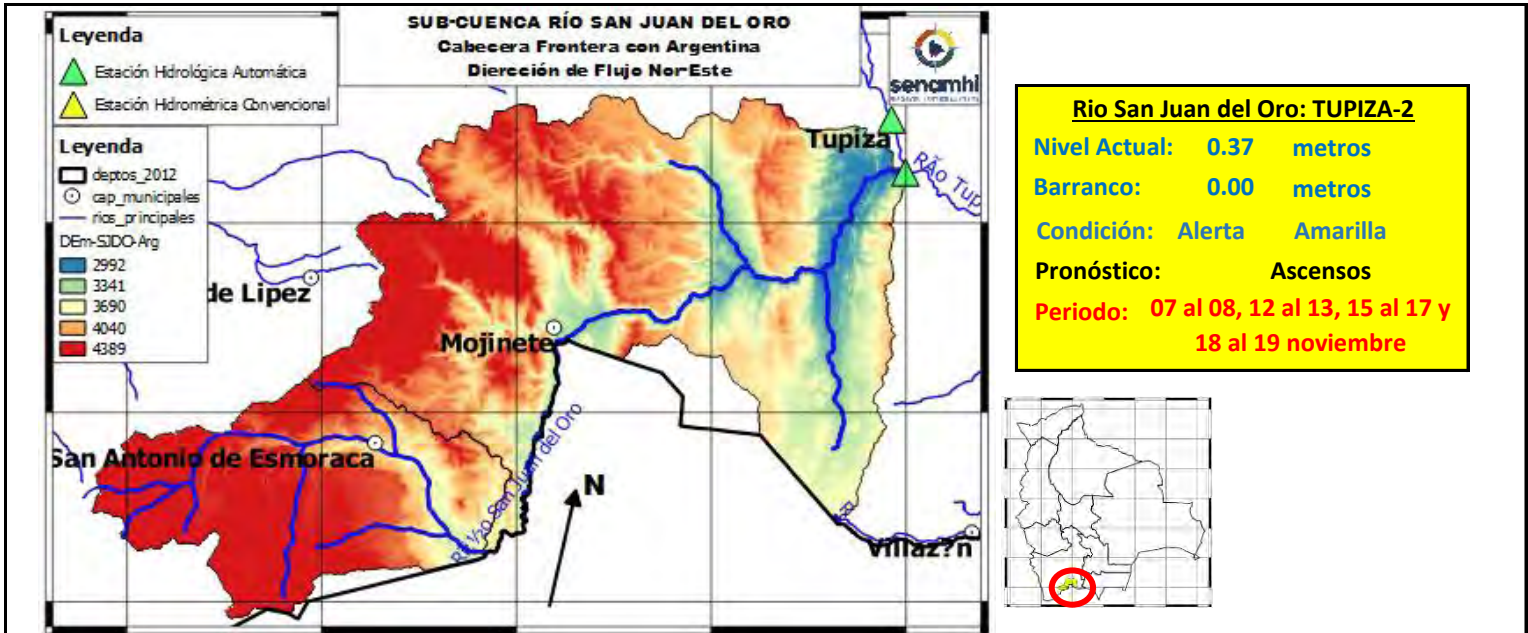 SUB-CUENCA RÍO SAN JUAN DEL ORO
Cabecera Frontera con Argentina
Diercción de Flujo Nor-Este
Leyenda
Estación Hidrológica Automática
Estación Hidrométrica Convencional
Leyenda
deptos_2012
cap_municipales
rios_principales
DEm-SJDO-Arg
2992
3341
3690
4040
4389
senamhi
Tupiza
RÃo Tup
de Lipez
Mojinete
San Antonio de Esmoraca
San Juan del Oro
N
Villaz?n
Rio San Juan del Oro: TUPIZA-2
Nivel Actual: 0.37 metros
Barranco: 0.00 metros
Condición: Alerta Amarilla
Pronóstico: Ascensos
Periodo: 07 al 08, 12 al 13, 15 al 17 y
18 al 19 noviembre